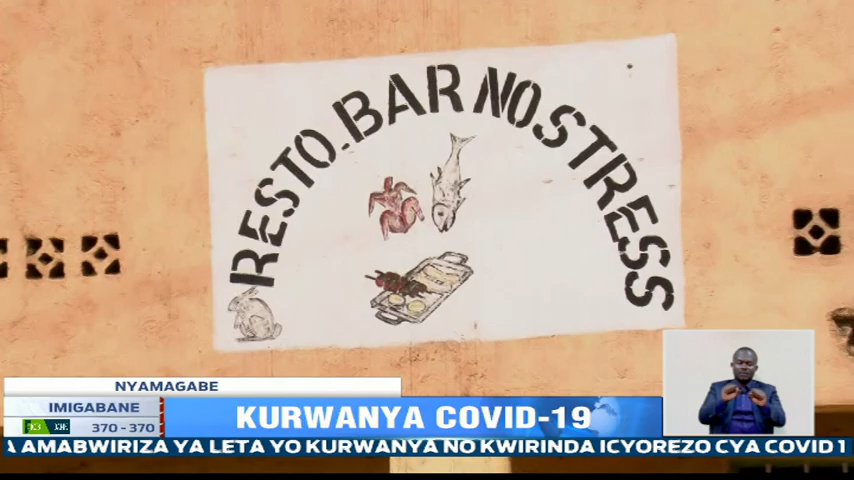 RESTO-BAR NO STRESS
NYAMAGABE
IMIGABANE
370 - 370
KURWANYA COVID-19
AMABWIRIZA YA LETA YO KURWANYA NO KWIRINDA ICYOREZO CYA COVID 1